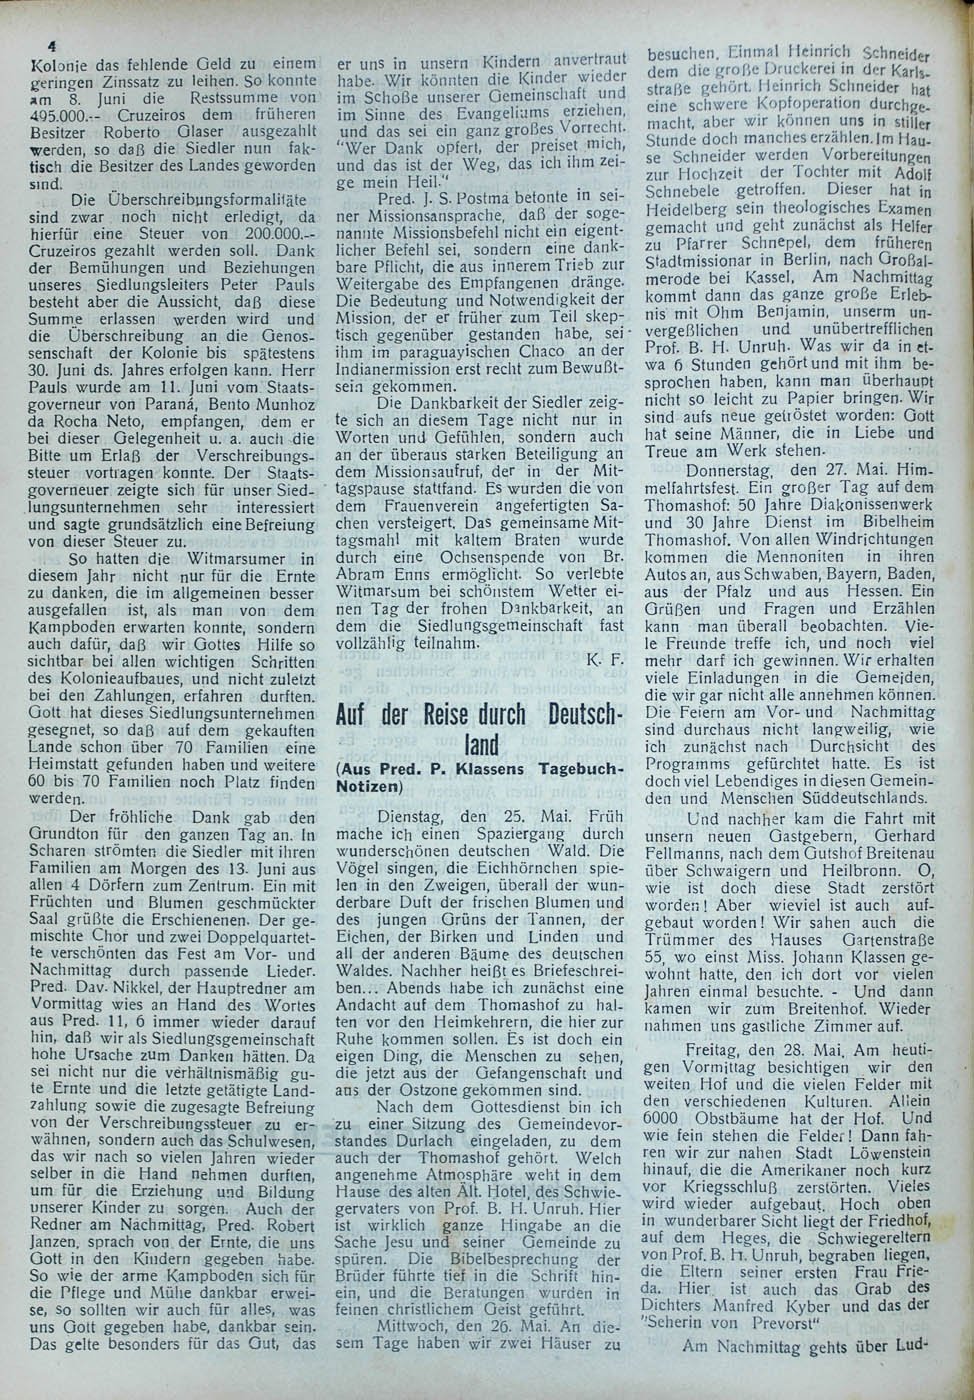 4
Kolonie das fehlende Geld zu einem
geringen Zinssatz zu leihen. So konnte
am 8. Juni die Restssumme von
495.000.-- Cruzeiros dem früheren
Besitzer Roberto Glaser ausgezahlt
werden, so daß die Siedler nun fak-
tisch die Besitzer des Landes geworden
sind.
Die Überschreibungsformalitäte
sind zwar noch nicht erledigt, da
hierfür eine Steuer von 200.000.--
Cruzeiros gezahlt werden soll. Dank
der Bemühungen und Beziehungen
unseres Siedlungsleiters Peter Pauls
besteht aber die Aussicht, daß diese
Summe erlassen werden wird und
die Überschreibung an die Genos-
senschaft der Kolonie bis spätestens
30. Juni ds. Jahres erfolgen kann. Herr
Pauls wurde am 11. Juni vom Staats-
governeur von Paraná, Bento Munhoz
da Rocha Neto, empfangen, dem er
bei dieser Gelegenheit u. a. auch die
Bitte um Erlaß der Verschreibungs-
steuer vortragen konnte. Der Staats-
governeuer zeigte sich für unser Sied-
lungsunternehmen sehr interessiert
und sagte grundsätzlich eine Befreiung
von dieser Steuer zu.
So hatten die Witmarsumer in
diesem Jahr nicht nur für die Ernte
zu danken, die im allgemeinen besser
ausgefallen ist, als man von dem
Kampboden erwarten konnte, sondern
auch dafür, daß wir Gottes Hilfe so
sichtbar bei allen wichtigen Schritten
des Kolonieaufbaues, und nicht zuletzt
bei den Zahlungen, erfahren durften.
Gott hat dieses Siedlungsunternehmen
gesegnet, so daß auf dem gekauften
Lande schon über 70 Familien eine
Heimstatt gefunden haben und weitere
60 bis 70 Familien noch Platz finden
werden.
Der fröhliche Dank gab den
Grundton für den ganzen Tag an. In
Scharen strömten die Siedler mit ihren
Familien am Morgen des 13. Juni aus
allen 4 Dörfern zum Zentrum. Ein mit
Früchten und Blumen geschmückter
Saal grüßte die Erschienenen. Der ge-
mischte Chor und zwei Doppelquartet-
te verschönten das Fest am Vor- und
Nachmittag durch passende Lieder.
Pred. Dav. Nikkel, der Hauptredner am
Vormittag wies an Hand des Wortes
aus Pred. 11, 6 immer wieder darauf
hin, daß wir als Siedlungsgemeinschaft
hohe Ursache zum Danken hätten. Da
sei nicht nur die verhältnismäßig gu-
te Ernte und die letzte getätigte Land-
zahlung sowie die zugesagte Befreiung
von der Verschreibungssteuer zu er-
wähnen, sondern auch das Schulwesen,
das wir nach so vielen Jahren wieder
selber in die Hand nehmen durften,
um für die Erziehung und Bildung
unserer Kinder zu sorgen. Auch der
Redner am Nachmittag, Pred. Robert
Janzen, sprach von der Ernte, die uns
Gott in den Kindern gegeben habe.
So wie der arme Kampboden sich für
die Pflege und Mühe dankbar erwei-
se, so sollten wir auch für alles, was
uns Gott gegeben habe, dankbar sein.
Das gelte besonders für das Gut, das
er uns in unsern Kindern anvertraut
habe. Wir könnten die Kinder wieder
im Schoße unserer Gemeinschaft und
im Sinne des Evangeliums erziehen,
und das sei ein ganz großes Vorrecht.
"Wer Dank opfert, der preiset mich,
und das ist der Weg, das ich ihm zei-
ge mein Heil."
Pred. J. S. Postma betonte in sei-
ner Missionsansprache, daß der soge-
nannte Missionsbefehl nicht ein eigent-
licher Befehl sei, sondern eine dank-
bare Pflicht, die aus innerem Trieb zur
Weitergabe des Empfangenen dränge.
Die Bedeutung und Notwendigkeit der
Mission, der er früher zum Teil skep-
tisch gegenüber gestanden habe, sei
ihm im paraguayischen Chaco an der
Indianermission erst recht zum Bewußt-
sein gekommen.
Die Dankbarkeit der Siedler zeig-
te sich an diesem Tage nicht nur in
Worten und Gefühlen, sondern auch
an der überaus starken Beteiligung an
dem Missionsaufruf, der in der Mit-
tagspause stattfand. Es wurden die von
dem Frauenverein angefertigten Sa-
chen versteigert. Das gemeinsame Mit-
tagsmahl mit kaltem Braten wurde
durch eine Ochsenspende von Br.
Abram Enns ermöglicht. So verlebte
Witmarsum bei schönstem Wetter ei-
nen Tag der frohen Dankbarkeit, an
dem die Siedlungsgemeinschaft fast
vollzählig teilnahm.
K. F.
Auf der Reise durch Deutsch-
land
(Aus Pred. P. Klassens Tagebuch-
Notizen)
Dienstag, den 25. Mai. Früh
mache ich einen Spaziergang durch
wunderschönen deutschen Wald. Die
Vögel singen, die Eichhörnchen spie-
len in den Zweigen, überall der wun-
derbare Duft der frischen Blumen und
des jungen Grüns der Tannen, der
Eichen, der Birken und Linden und
all der anderen Bäume des deutschen
Waldes. Nachher heißt es Briefeschrei-
ben... Abends habe ich zunächst eine
Andacht auf dem Thomashof zu hal-
ten vor den Heimkehrern, die hier zur
Ruhe kommen sollen. Es ist doch ein
eigen Ding, die Menschen zu sehen,
die jetzt aus der Gefangenschaft und
aus der Ostzone gekommen sind.
Nach dem Gottesdienst bin ich
zu einer Sitzung des Gemeindevor-
standes Durlach eingeladen, zu dem
auch der Thomashof gehört. Welch
angenehme Atmosphäre weht in dem
Hause des alten Ält. Hotel, des Schwie-
gervaters von Prof. B. H. Unruh. Hier
ist wirklich ganze Hingabe an die
Sache Jesu und seiner Gemeinde zu
spüren. Die Bibelbesprechung der
Brüder führte tief in die Schrift hin-
ein, und die Beratungen wurden in
feinen christlichem Geist geführt.
Mittwoch, den 26. Mai. An die-
sem Tage haben wir zwei Häuser zu
besuchen. Einmal Heinrich Schneider
dem die große Druckerei in der Karls-
straße gehört. Heinrich Schneider hat
eine schwere Kopfoperation durchge-
macht, aber wir können uns in stiller
Stunde doch manches erzählen. Im Hau-
se Schneider werden Vorbereitungen
zur Hochzeit der Tochter mit Adolf
Schnebele getroffen. Dieser hat in
Heidelberg sein theologisches Examen
gemacht und geht zunächst als Helfer
zu Pfarrer Schnepel, dem früheren
Stadtmissionar in Berlin, nach Großal-
merode bei Kassel, Am Nachmittag
kommt dann das ganze große Erleb-
nis mit Ohm Benjamin, unserm un-
vergeßlichen und unübertrefflichen
Prof. B. H. Unruh. Was wir da in et-
wa 6 Stunden gehört und mit ihm be-
sprochen haben, kann man überhaupt
nicht so leicht zu Papier bringen. Wir
sind aufs neue getröstet worden: Gott
hat seine Männer, die in Liebe und
Treue am Werk stehen.
Donnerstag, den 27. Mai. Him-
melfahrtsfest. Ein großer Tag auf dem
Thomashof: 50 Jahre Diakonissenwerk
und 30 Jahre Dienst im Bibelheim
Thomashof. Von allen Windrichtungen
kommen die Mennoniten in ihren
Autos an, aus Schwaben, Bayern, Baden,
aus der Pfalz und aus Hessen. Ein
Grüßen und Fragen und Erzählen
kann man überall beobachten. Vie-
le Freunde treffe ich, und noch viel
mehr darf ich gewinnen. Wir erhalten
viele Einladungen in die Gemeiden,
die wir gar nicht alle annehmen können.
Die Feiern am Vor- und Nachmittag
sind durchaus nicht langweilig, wie
ich zunächst nach Durchsicht des
Programms gefürchtet hatte. Es ist
doch viel Lebendiges in diesen Gemein-
den und Menschen Süddeutschlands.
Und nachher kam die Fahrt mit
unsern neuen Gastgebern, Gerhard
Fellmanns, nach dem Gutshof Breitenau
über Schwaigern und Heilbronn. O,
wie ist doch diese Stadt zerstört
worden! Aber wieviel ist auch auf-
gebaut worden! Wir sahen auch die
Trümmer des Hauses Gartenstraße
55, wo einst Miss. Johann Klassen ge-
wohnt hatte, den ich dort vor vielen
Jahren einmal besuchte. - Und dann
kamen wir zum Breitenhof. Wieder
nahmen uns gastliche Zimmer auf.
Freitag, den 28. Mai. Am heuti-
gen Vormittag besichtigen wir den
weiten Hof und die vielen Felder mit
den verschiedenen Kulturen. Allein
6000 Obstbäume hat der Hof. Und
wie fein stehen die Felder! Dann fah-
ren wir zur nahen Stadt Löwenstein
hinauf, die die Amerikaner noch kurz
vor Kriegsschluß zerstörten. Vieles
wird wieder aufgebaut. Hoch oben
in wunderbarer Sicht liegt der Friedhof,
auf dem Heges, die Schwiegereltern
von Prof. B. H. Unruh, begraben liegen,
die Eltern seiner ersten Frau Frie-
da. Hier ist auch das Grab des
Dichters Manfred Kyber und das der
"Seherin von Prevorst"
Am Nachmittag gehts über Lud-